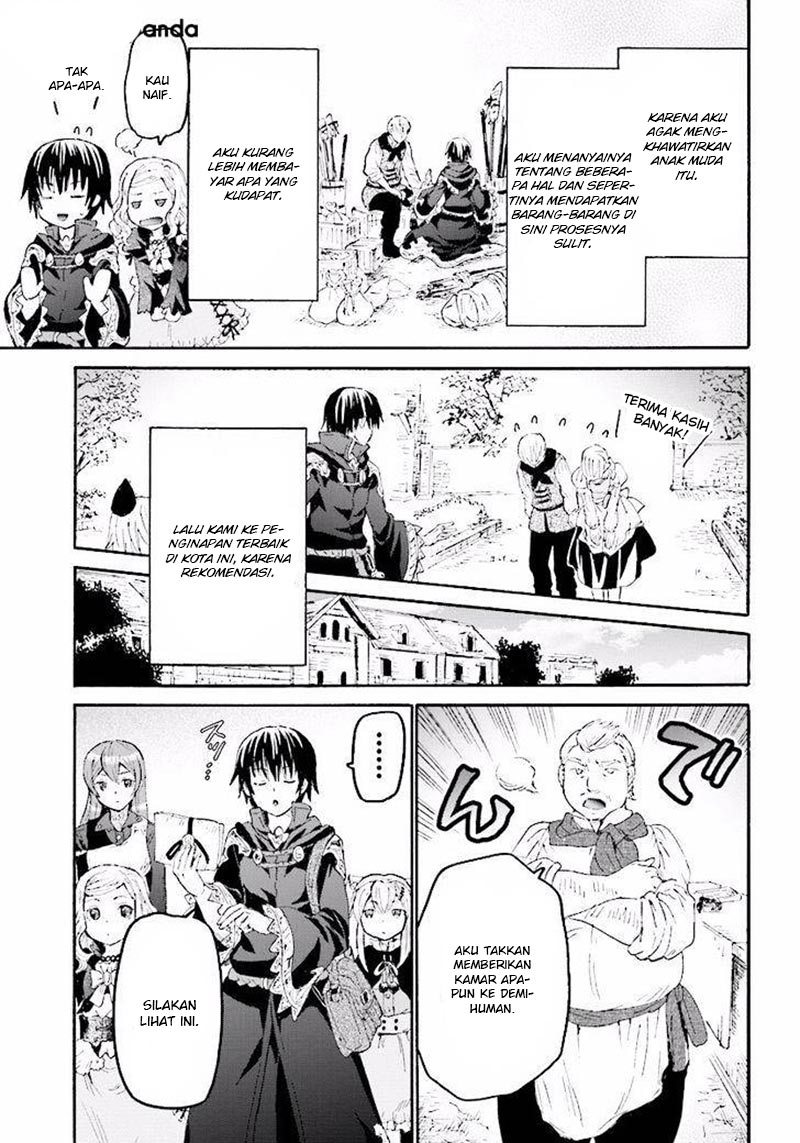 KARENA AKU
AGAK MENG-
KHAWATIRKAN
ANAK MUDA
ITU.
AKU MENANYAINYA
TENTANG BEBERA-
PA HAL DAN SEPER-
TINYA MENDAPATKAN
BARANG-BARANG DI
SINI PROSESNYA
SULIT.
AKU KURANG
LEBIH MEMBA-
YAR APA YANG
KUDAPAT.
anda
KAU
NAIF.
TAK
APA-APA.
TERIMA KASIH
BANYAK!
LALU KAMI KE PE-
NGINAPAN TERBAIK
DI KOTA INI, KARENA
REKOMENDASI.
でん
AKU TAKKAN
MEMBERIKAN
KAMAR APA-
PUN KE DEMI-
HUMAN.
......
スッ...
SILAKAN
LIHAT INI.